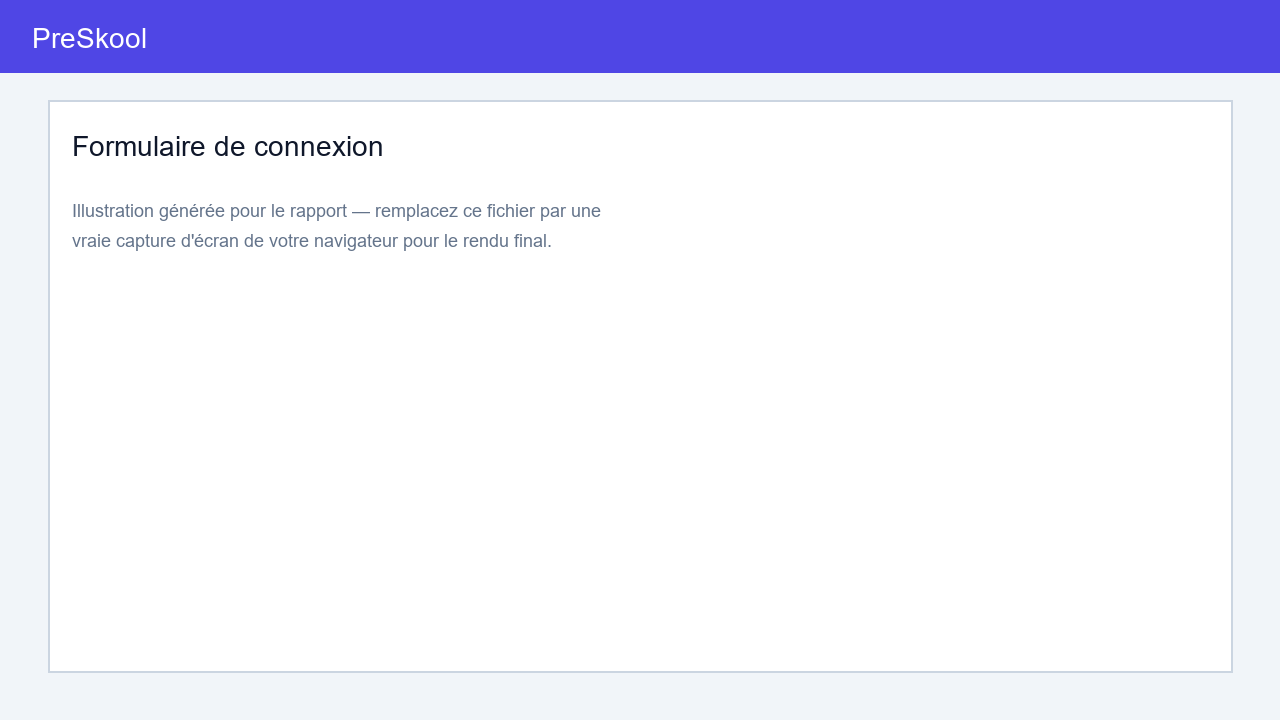 PreSkool
Formulaire de connexion
Illustration générée pour le rapport — remplacez ce fichier par une
vraie capture d'écran de votre navigateur pour le rendu final.